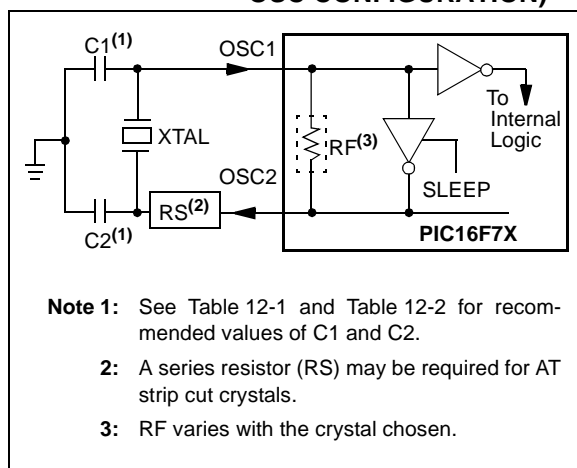 OSC CONFIGURATION)
C1(1)
OSC1
To
Internal
Logic
XTAL
RF(3)
OSC2
SLEEP
RS(2)
C2(1)
PIC16F7X
Note 1: See Table 12-1 and Table 12-2 for recom-
mended values of C1 and C2.
2: A series resistor (RS) may be required for AT
strip cut crystals.
3: RF varies with the crystal chosen.